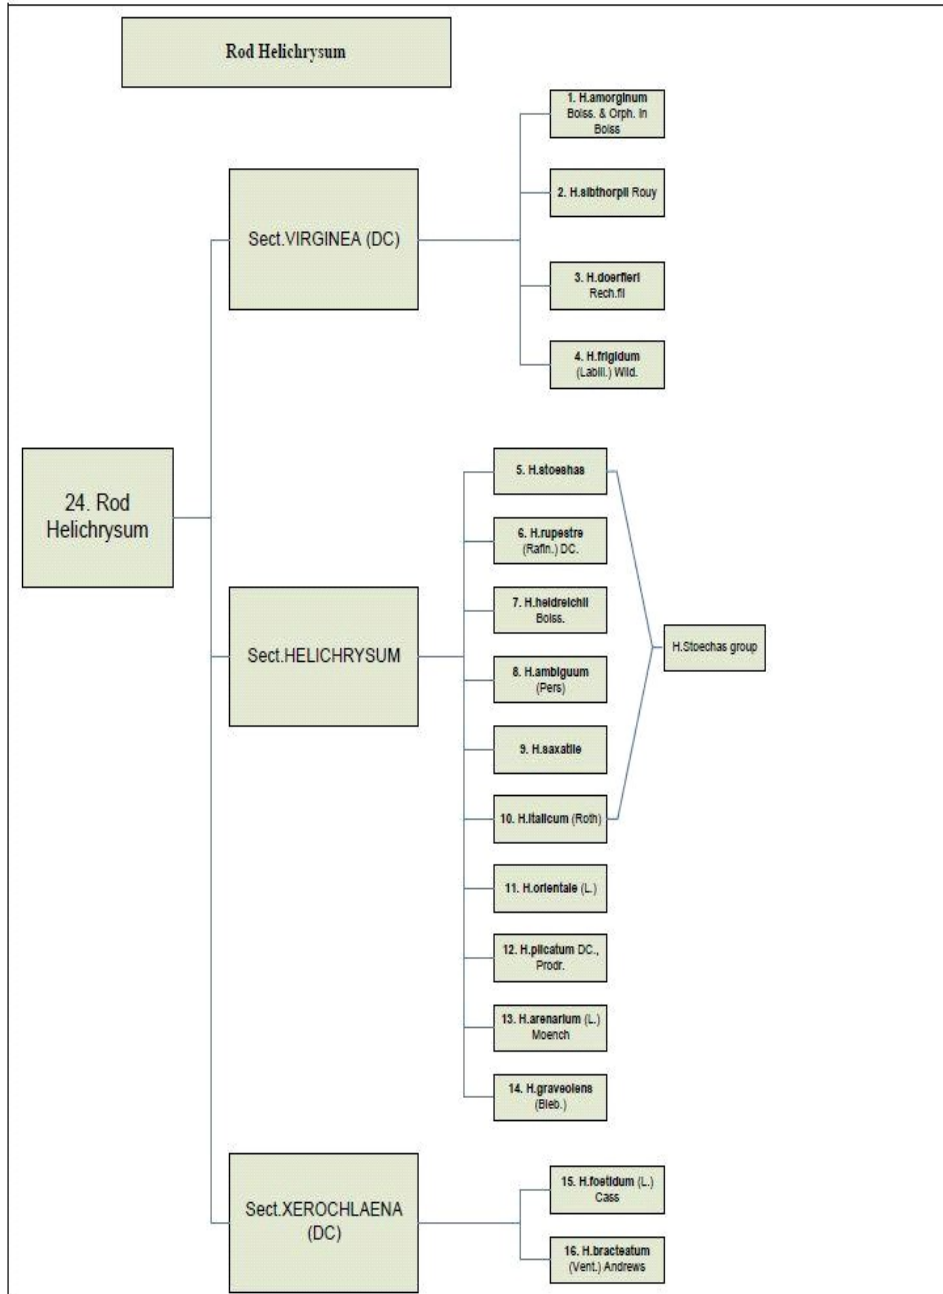 Rod Helichrysum
1. H.amorginum
Boiss. & Orph. in
Boiss
2. H.sibthorpii Rouy
3. H.doerfleri
Rech.fil
4. H.frigidum
(Labill.) Wild.
Sect.VIRGINEA (DC)
24. Rod
Helichrysum
5. H.stoeshas
6. H.rupestre
(Rafin.) DC.
7. H.heldreichii
Boiss.
8. H.ambiguum
(Pers)
9. H.saxatile
10. H.italicum (Roth)
11. H.orientale (L.)
12. H.plicatum DC.,
Prodr.
13. H.arenarium (L.)
Moench
14. H.graveolens
(Bieb.)
Sect.HELICHRYSUM
H.Stoechas group
Sect.XEROCHLAENA
(DC)
15. H.foetidum (L.)
Cass
16. H.bracteatum
(Vent.) Andrews